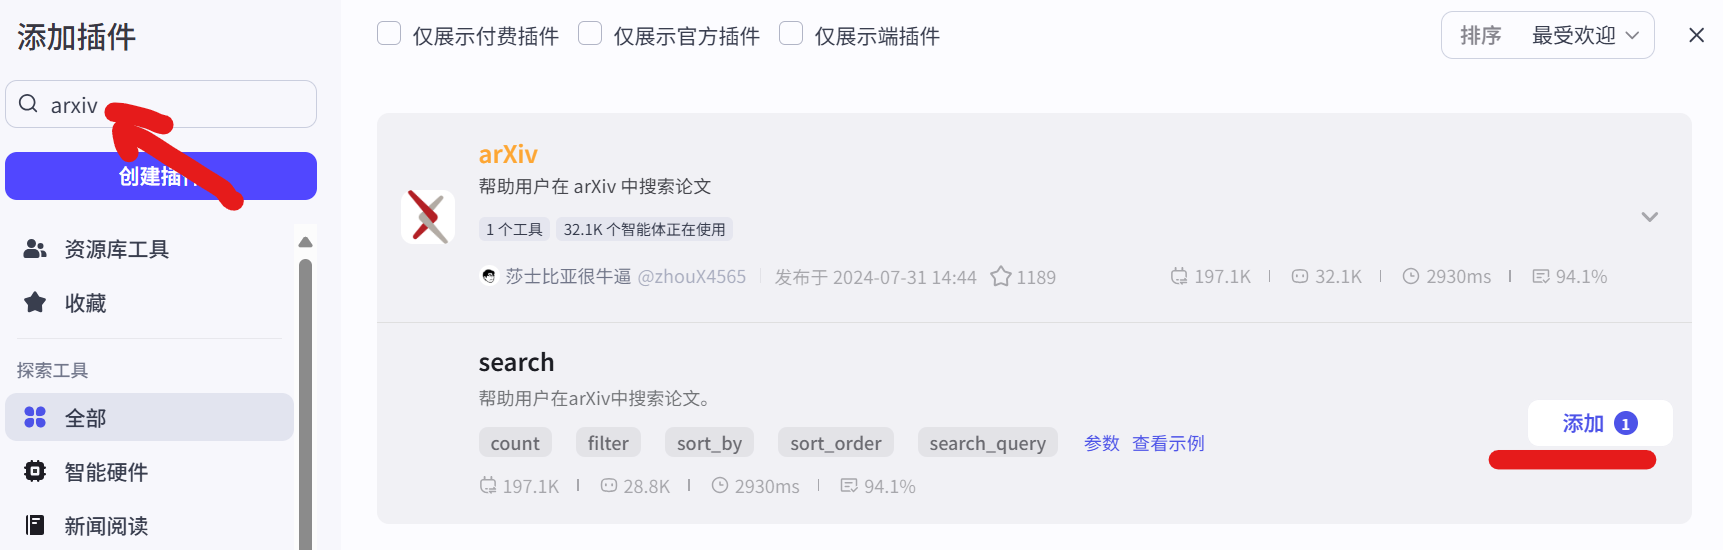 添加插件
arxiv
创建插件
资源库工具
收藏
探索工具
全部
智能硬件
新闻阅读
仅展示付费插件 仅展示官方插件 仅展示端插件
排序 最受欢迎
arXiv
帮助用户在 arXiv 中搜索论文
1 个工具 32.1K 个智能体正在使用
莎士比亚很牛逼 @zhouX4565 发布于 2024-07-31 14:44 1189 197.1K 32.1K 2930ms 94.1%
search
帮助用户在arXiv中搜索论文。
count filter sort_by sort_order search_query 参数 查看示例
添加 1
197.1K 28.8K 2930ms 94.1%